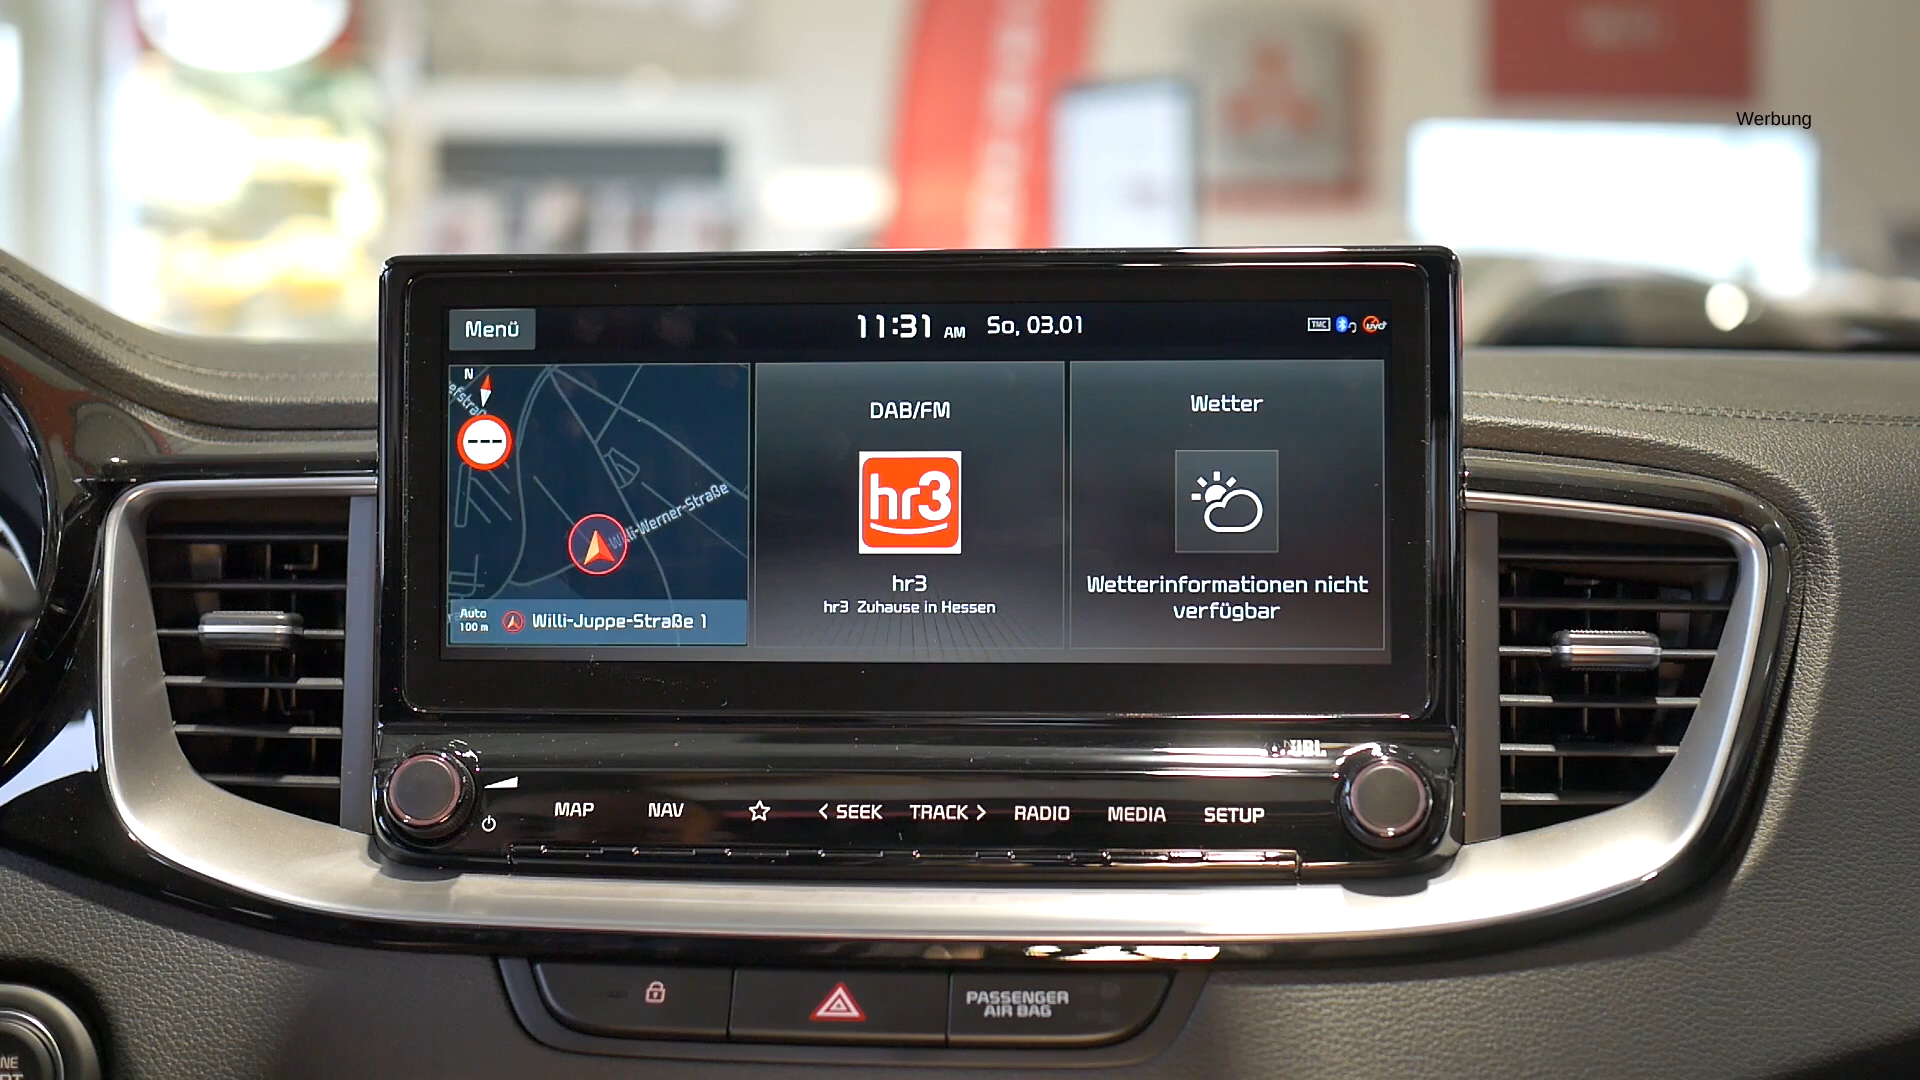 Werbung
Menü
11:31 AM So, 03.01
TMC
uvo
N
Willi-Werner-Straße
Auto
100 m
Willi-Juppe-Straße 1
DAB/FM
hr3
hr3
hr3 Zuhause in Hessen
Wetter
Wetterinformationen nicht
verfügbar
JBL
MAP NAV < SEEK TRACK > RADIO MEDIA SETUP
PASSENGER
AIR BAG